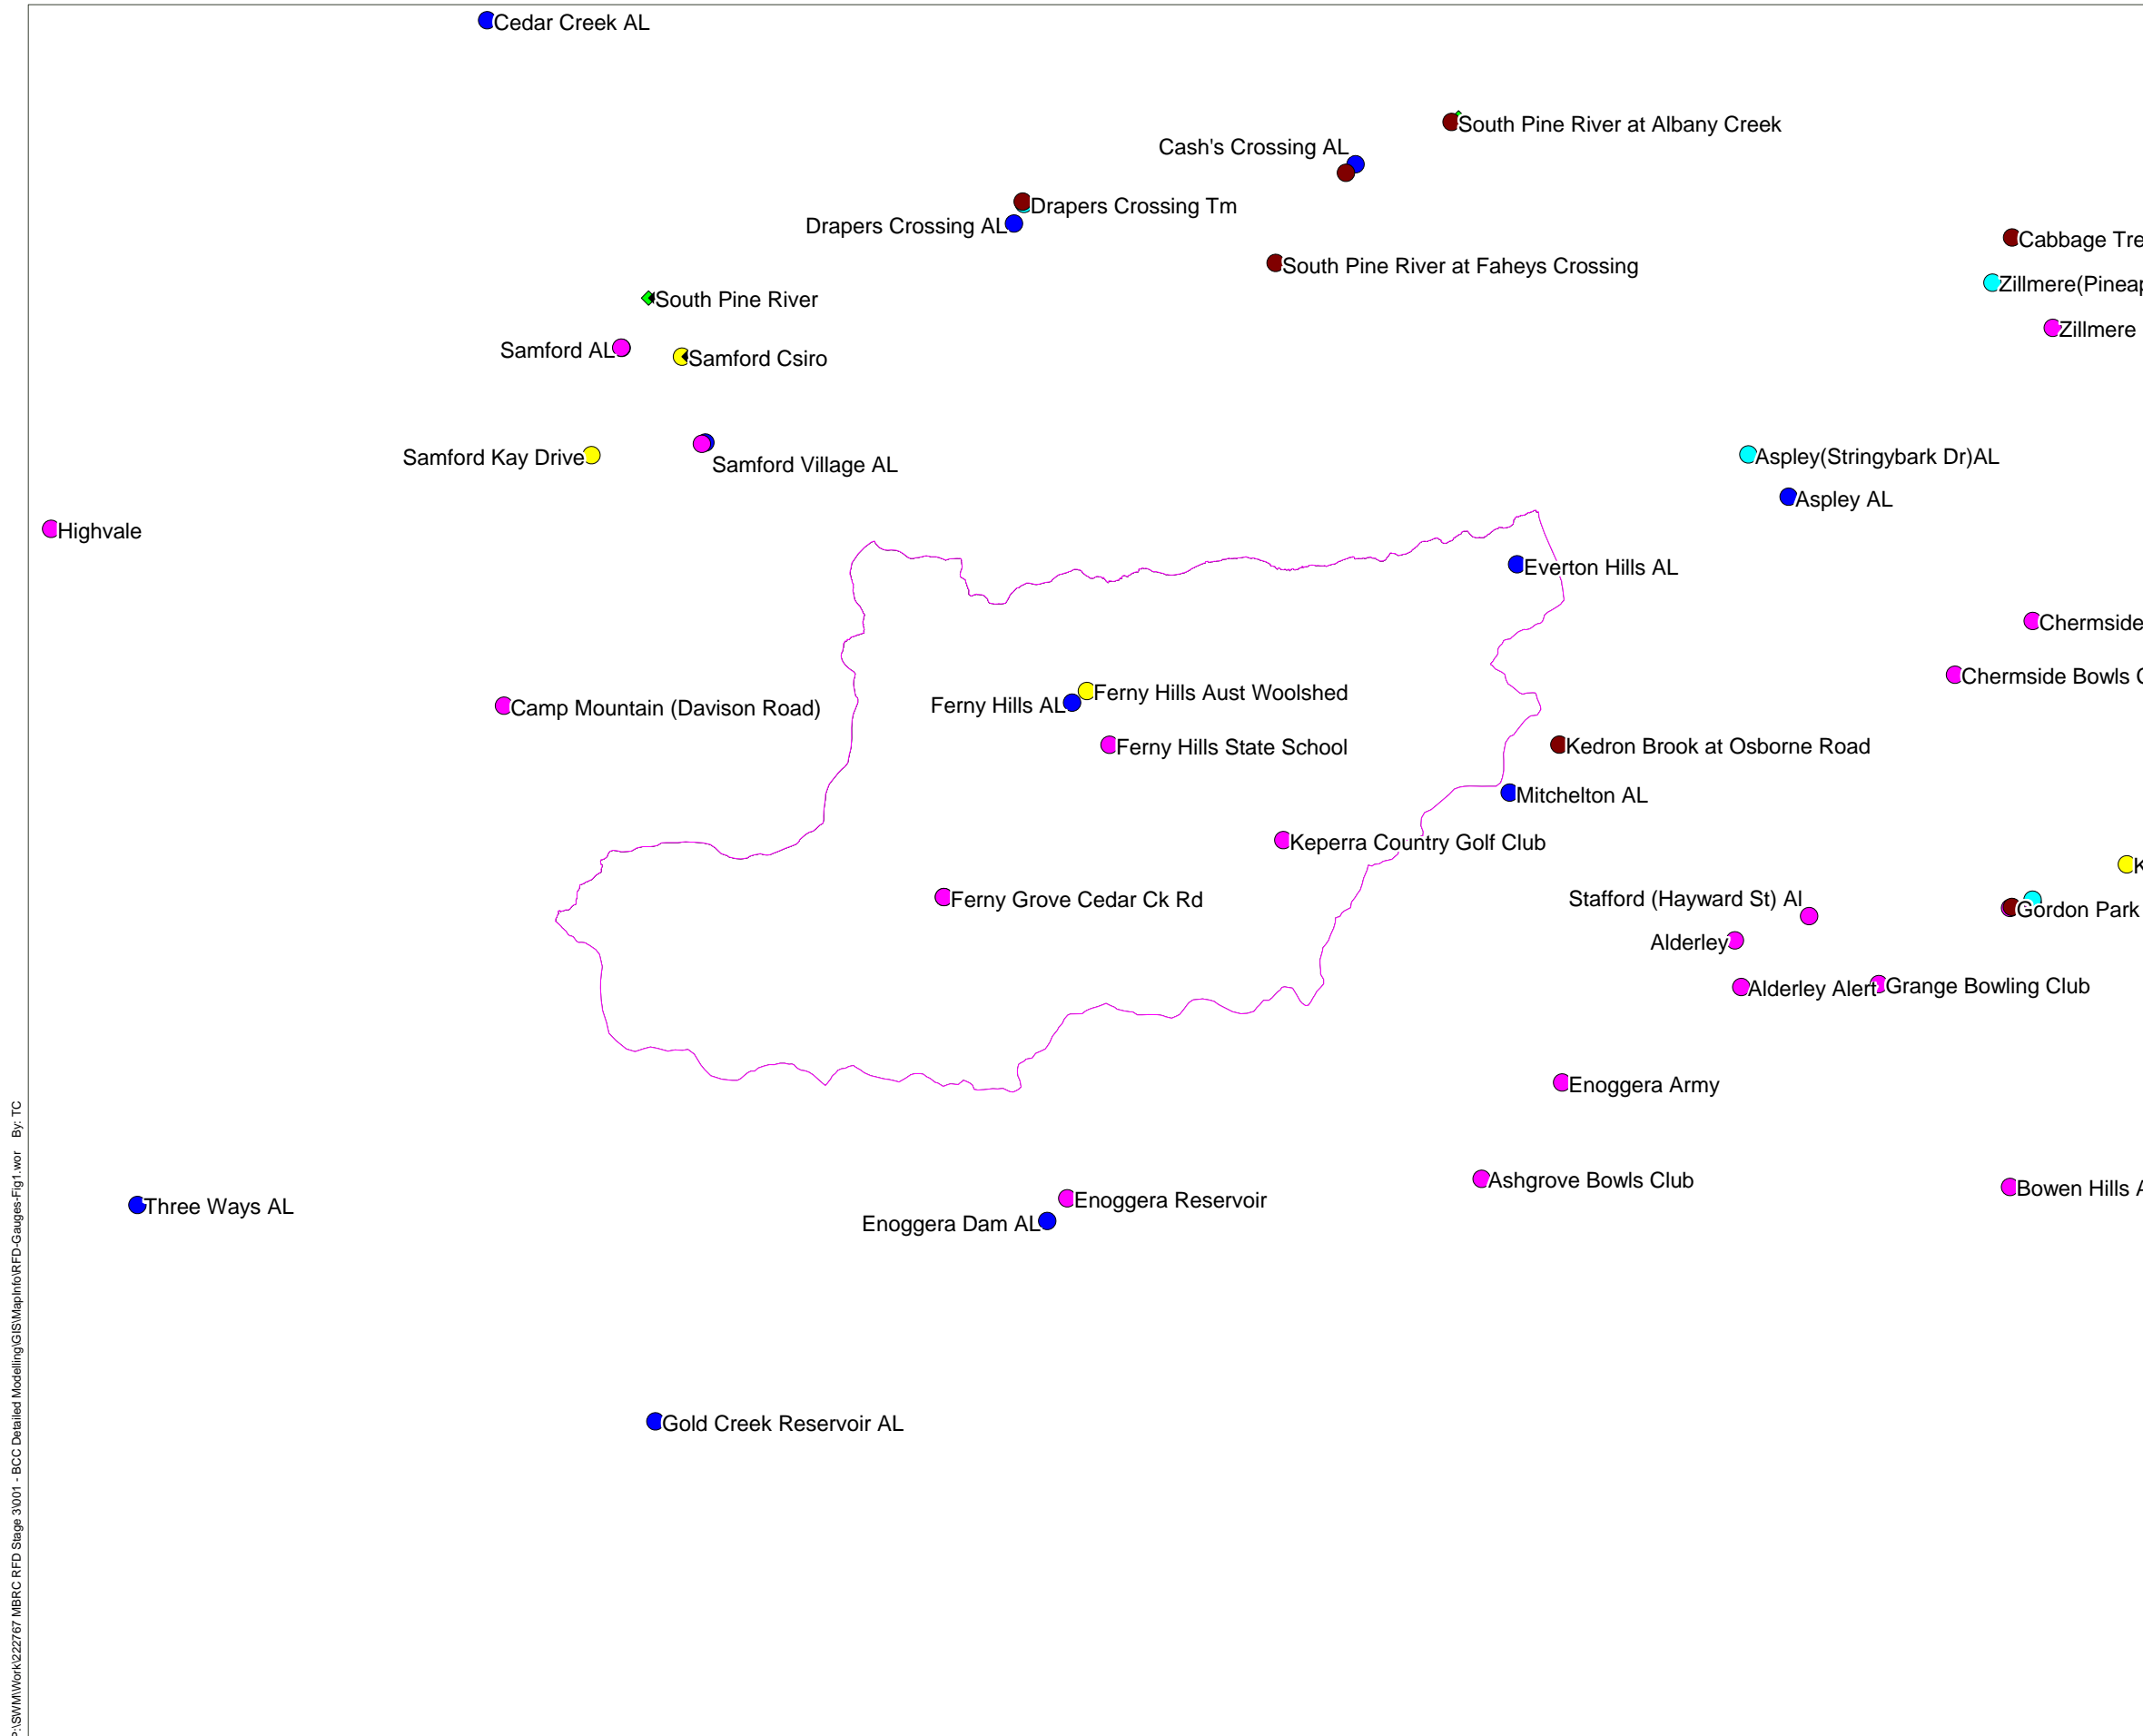 Cedar Creek AL
South Pine River at Albany Creek
Cash's Crossing AL
Drapers Crossing Tm
Drapers Crossing AL
Cabbage Tre
South Pine River at Faheys Crossing
Zillmere(Pineap
South Pine River
Zillmere
Samford AL
Samford Csiro
Samford Kay Drive
Samford Village AL
Aspley(Stringybark Dr)AL
Aspley AL
Highvale
Everton Hills AL
Chermside
Chermside Bowls C
Ferny Hills Aust Woolshed
Ferny Hills AL
Camp Mountain (Davison Road)
Ferny Hills State School
Kedron Brook at Osborne Road
Mitchelton AL
Keperra Country Golf Club
K
Ferny Grove Cedar Ck Rd
Stafford (Hayward St) Al
Gordon Park
Alderley
Alderley Alert
Grange Bowling Club
Enoggera Army
Ashgrove Bowls Club
Bowen Hills A
Enoggera Reservoir
Three Ways AL
Enoggera Dam AL
Gold Creek Reservoir AL
P:\SWM\Work\222767 MBRC RFD Stage 3\001 - BCC Detailed Modelling\GIS\MapInfo\RFD-Gauges-Fig1.wor By: TC